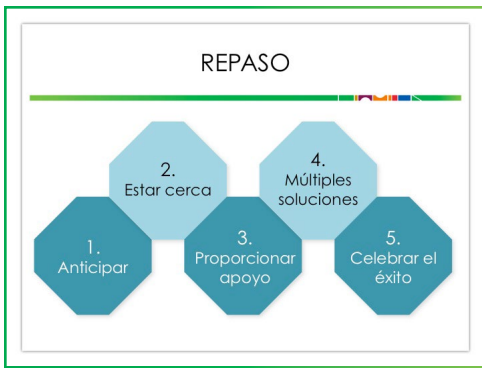 REPASO
1.
Anticipar
2.
Estar cerca
3.
Proporcionar
apoyo
4.
Múltiples
soluciones
5.
Celebrar el
éxito